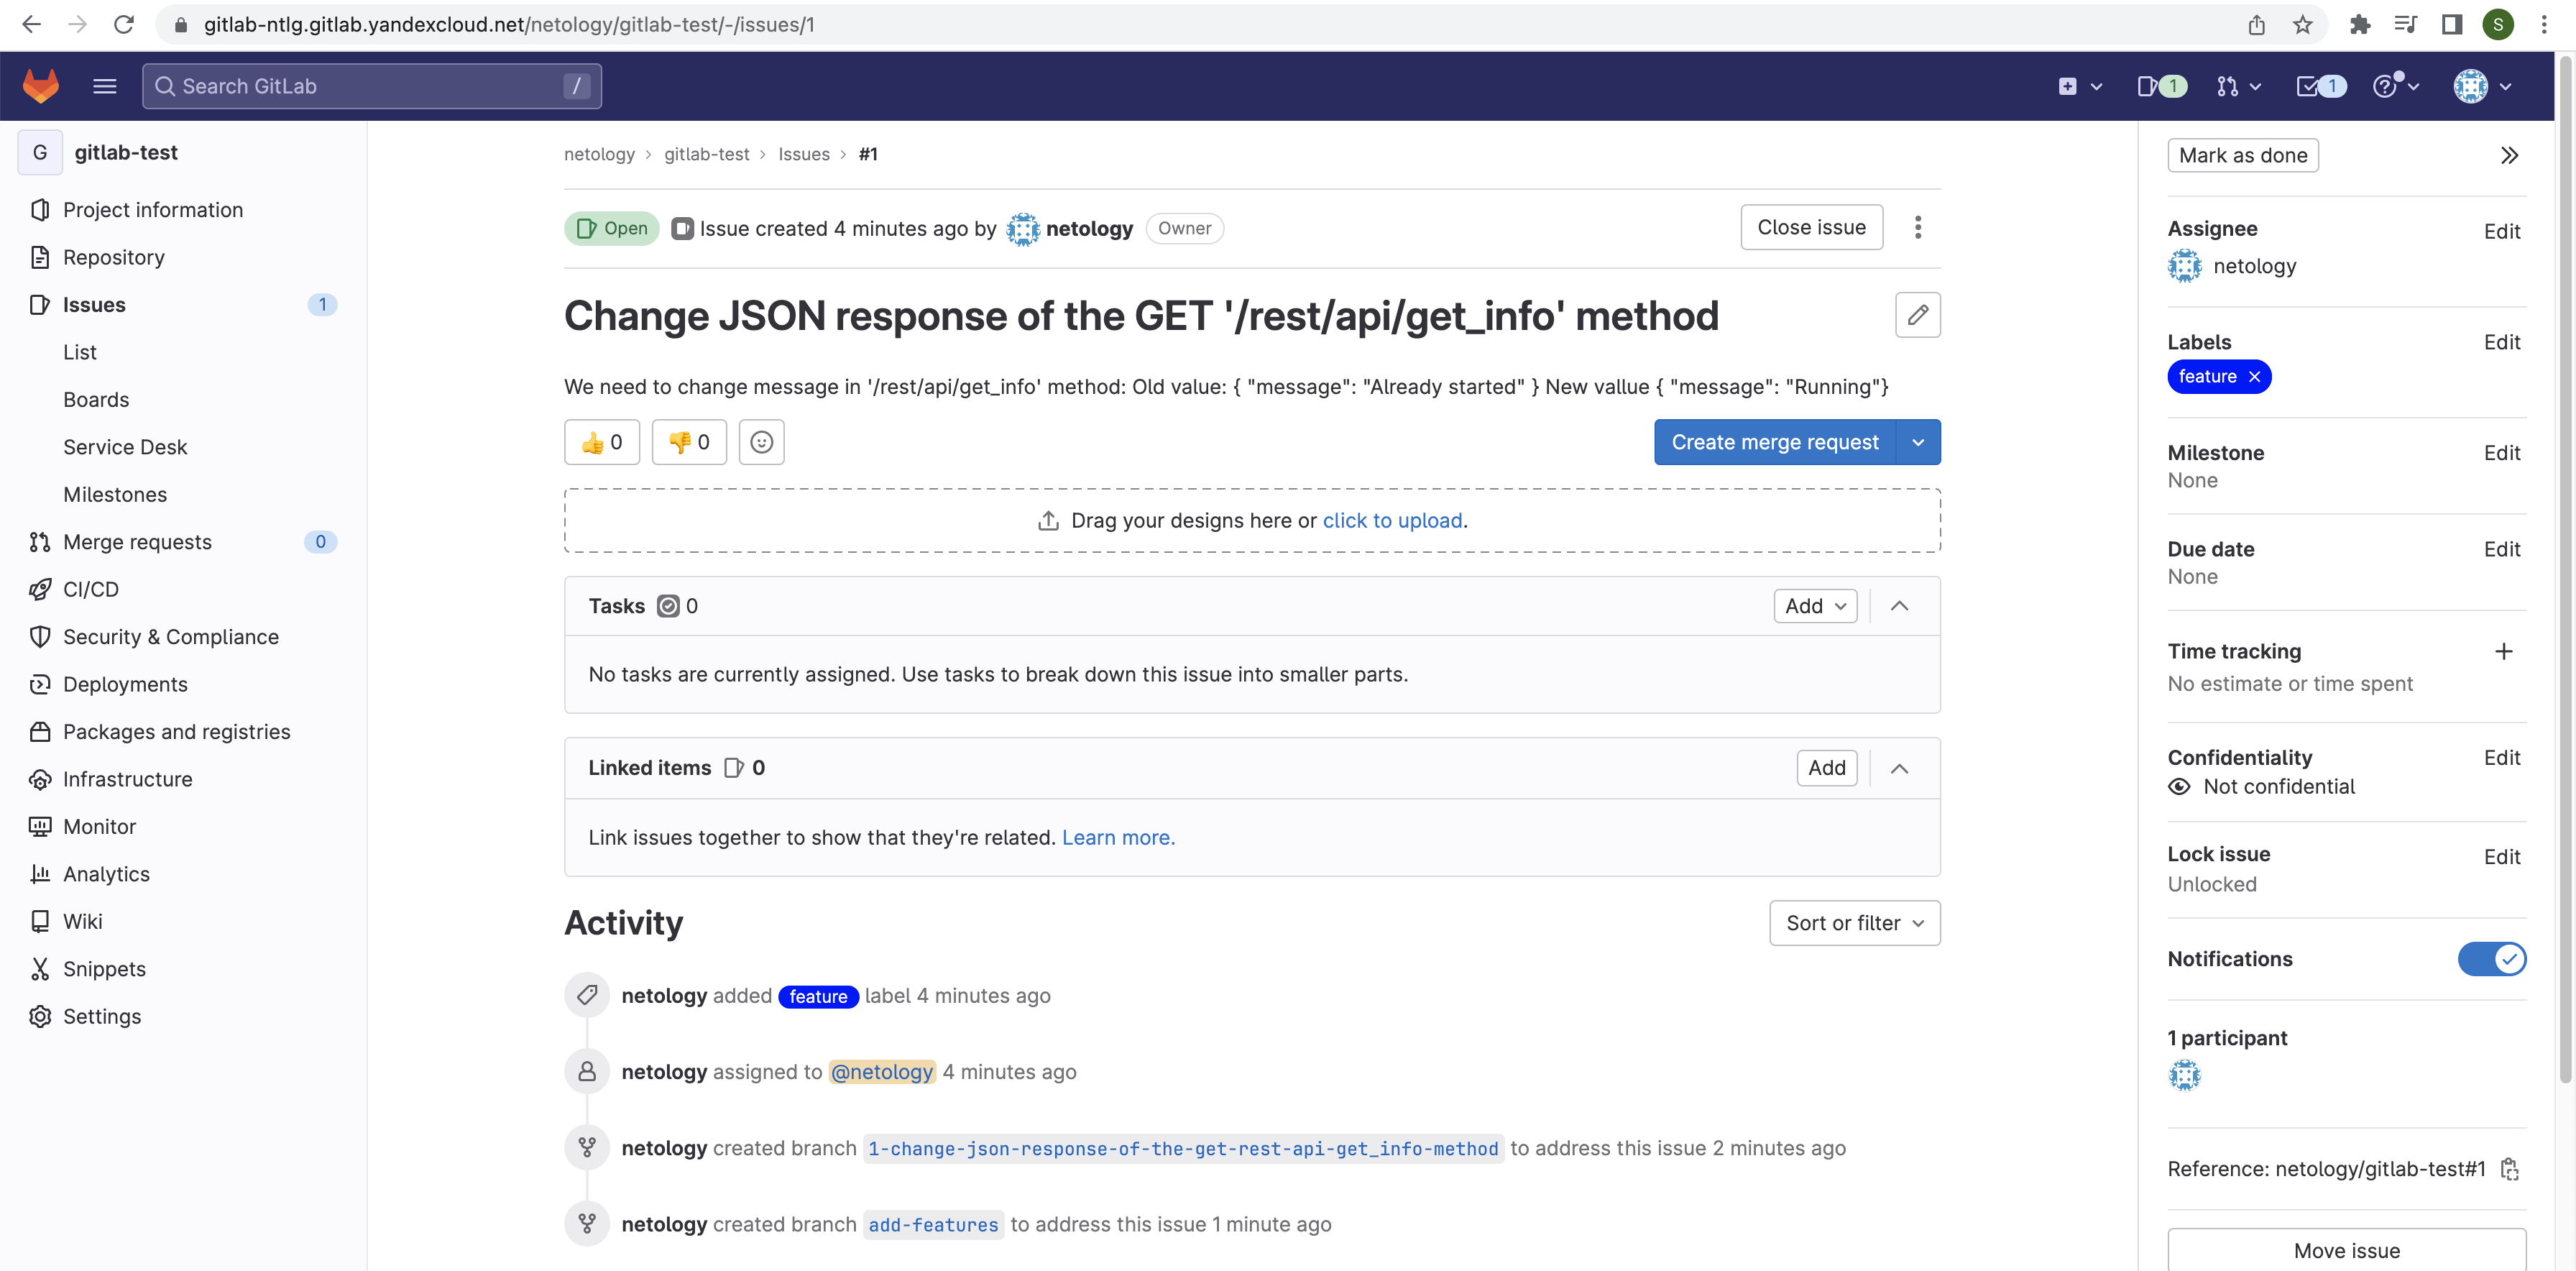 gitlab-ntlg.gitlab.yandexcloud.net/netology/gitlab-test/-/issues/1
S
Search GitLab /
1
1
G gitlab-test
Project information
Repository
Issues 1
List
Boards
Service Desk
Milestones
Merge requests 0
CI/CD
Security & Compliance
Deployments
Packages and registries
Infrastructure
Monitor
Analytics
Wiki
Snippets
Settings
netology > gitlab-test > Issues > #1
Open Issue created 4 minutes ago by netology Owner
Close issue
Change JSON response of the GET '/rest/api/get_info' method
We need to change message in '/rest/api/get_info' method: Old value: { "message": "Already started" } New vallue { "message": "Running"}
0 0
Create merge request
Drag your designs here or click to upload.
Tasks 0
Add
No tasks are currently assigned. Use tasks to break down this issue into smaller parts.
Linked items 0
Add
Link issues together to show that they're related. Learn more.
Activity
Sort or filter
netology added feature label 4 minutes ago
netology assigned to @netology 4 minutes ago
netology created branch 1-change-json-response-of-the-get-rest-api-get_info-method to address this issue 2 minutes ago
netology created branch add-features to address this issue 1 minute ago
Mark as done
Assignee Edit
netology
Labels Edit
feature
Milestone Edit
None
Due date Edit
None
Time tracking
No estimate or time spent
Confidentiality Edit
Not confidential
Lock issue Edit
Unlocked
Notifications
1 participant
Reference: netology/gitlab-test#1
Move issue